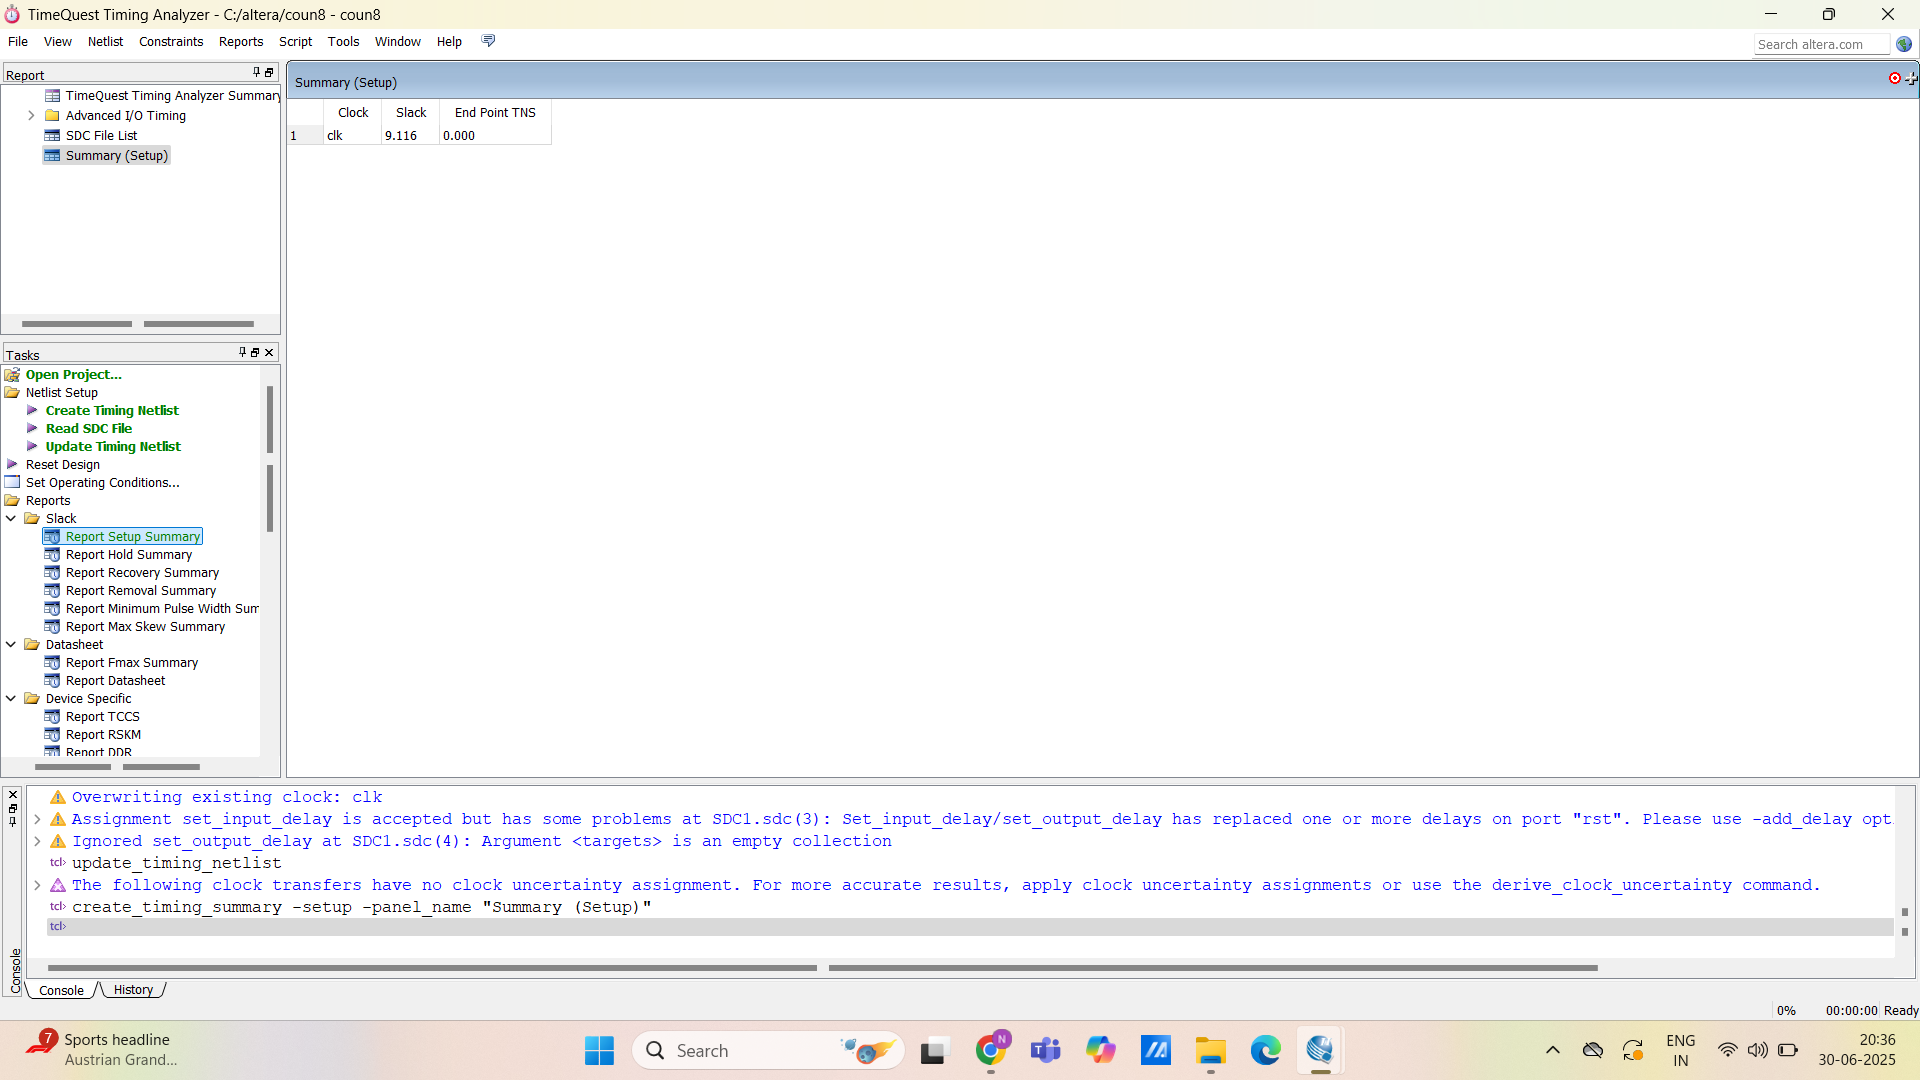 TimeQuest Timing Analyzer - C:/altera/coun8 - coun8
File View Netlist Constraints Reports Script Tools Window Help
Search altera.com
Report
TimeQuest Timing Analyzer Summary
Advanced I/O Timing
SDC File List
Summary (Setup)
Summary (Setup)
Clock Slack End Point TNS
1 clk 9.116 0.000
Tasks
Open Project...
Netlist Setup
Create Timing Netlist
Read SDC File
Update Timing Netlist
Reset Design
Set Operating Conditions...
Reports
Slack
Report Setup Summary
Report Hold Summary
Report Recovery Summary
Report Removal Summary
Report Minimum Pulse Width Sum
Report Max Skew Summary
Datasheet
Report Fmax Summary
Report Datasheet
Device Specific
Report TCCS
Report RSKM
Report DDR
Overwriting existing clock: clk
Assignment set_input_delay is accepted but has some problems at SDC1.sdc(3): Set_input_delay/set_output_delay has replaced one or more delays on port "rst". Please use -add_delay opt
Ignored set_output_delay at SDC1.sdc(4): Argument <targets> is an empty collection
tcl> update_timing_netlist
The following clock transfers have no clock uncertainty assignment. For more accurate results, apply clock uncertainty assignments or use the derive_clock_uncertainty command.
tcl> create_timing_summary -setup -panel_name "Summary (Setup)"
tcl>
Console
Console History
0% 00:00:00 Ready
7
Sports headline
Austrian Grand...
Search
N
ENG
IN
20:36
30-06-2025